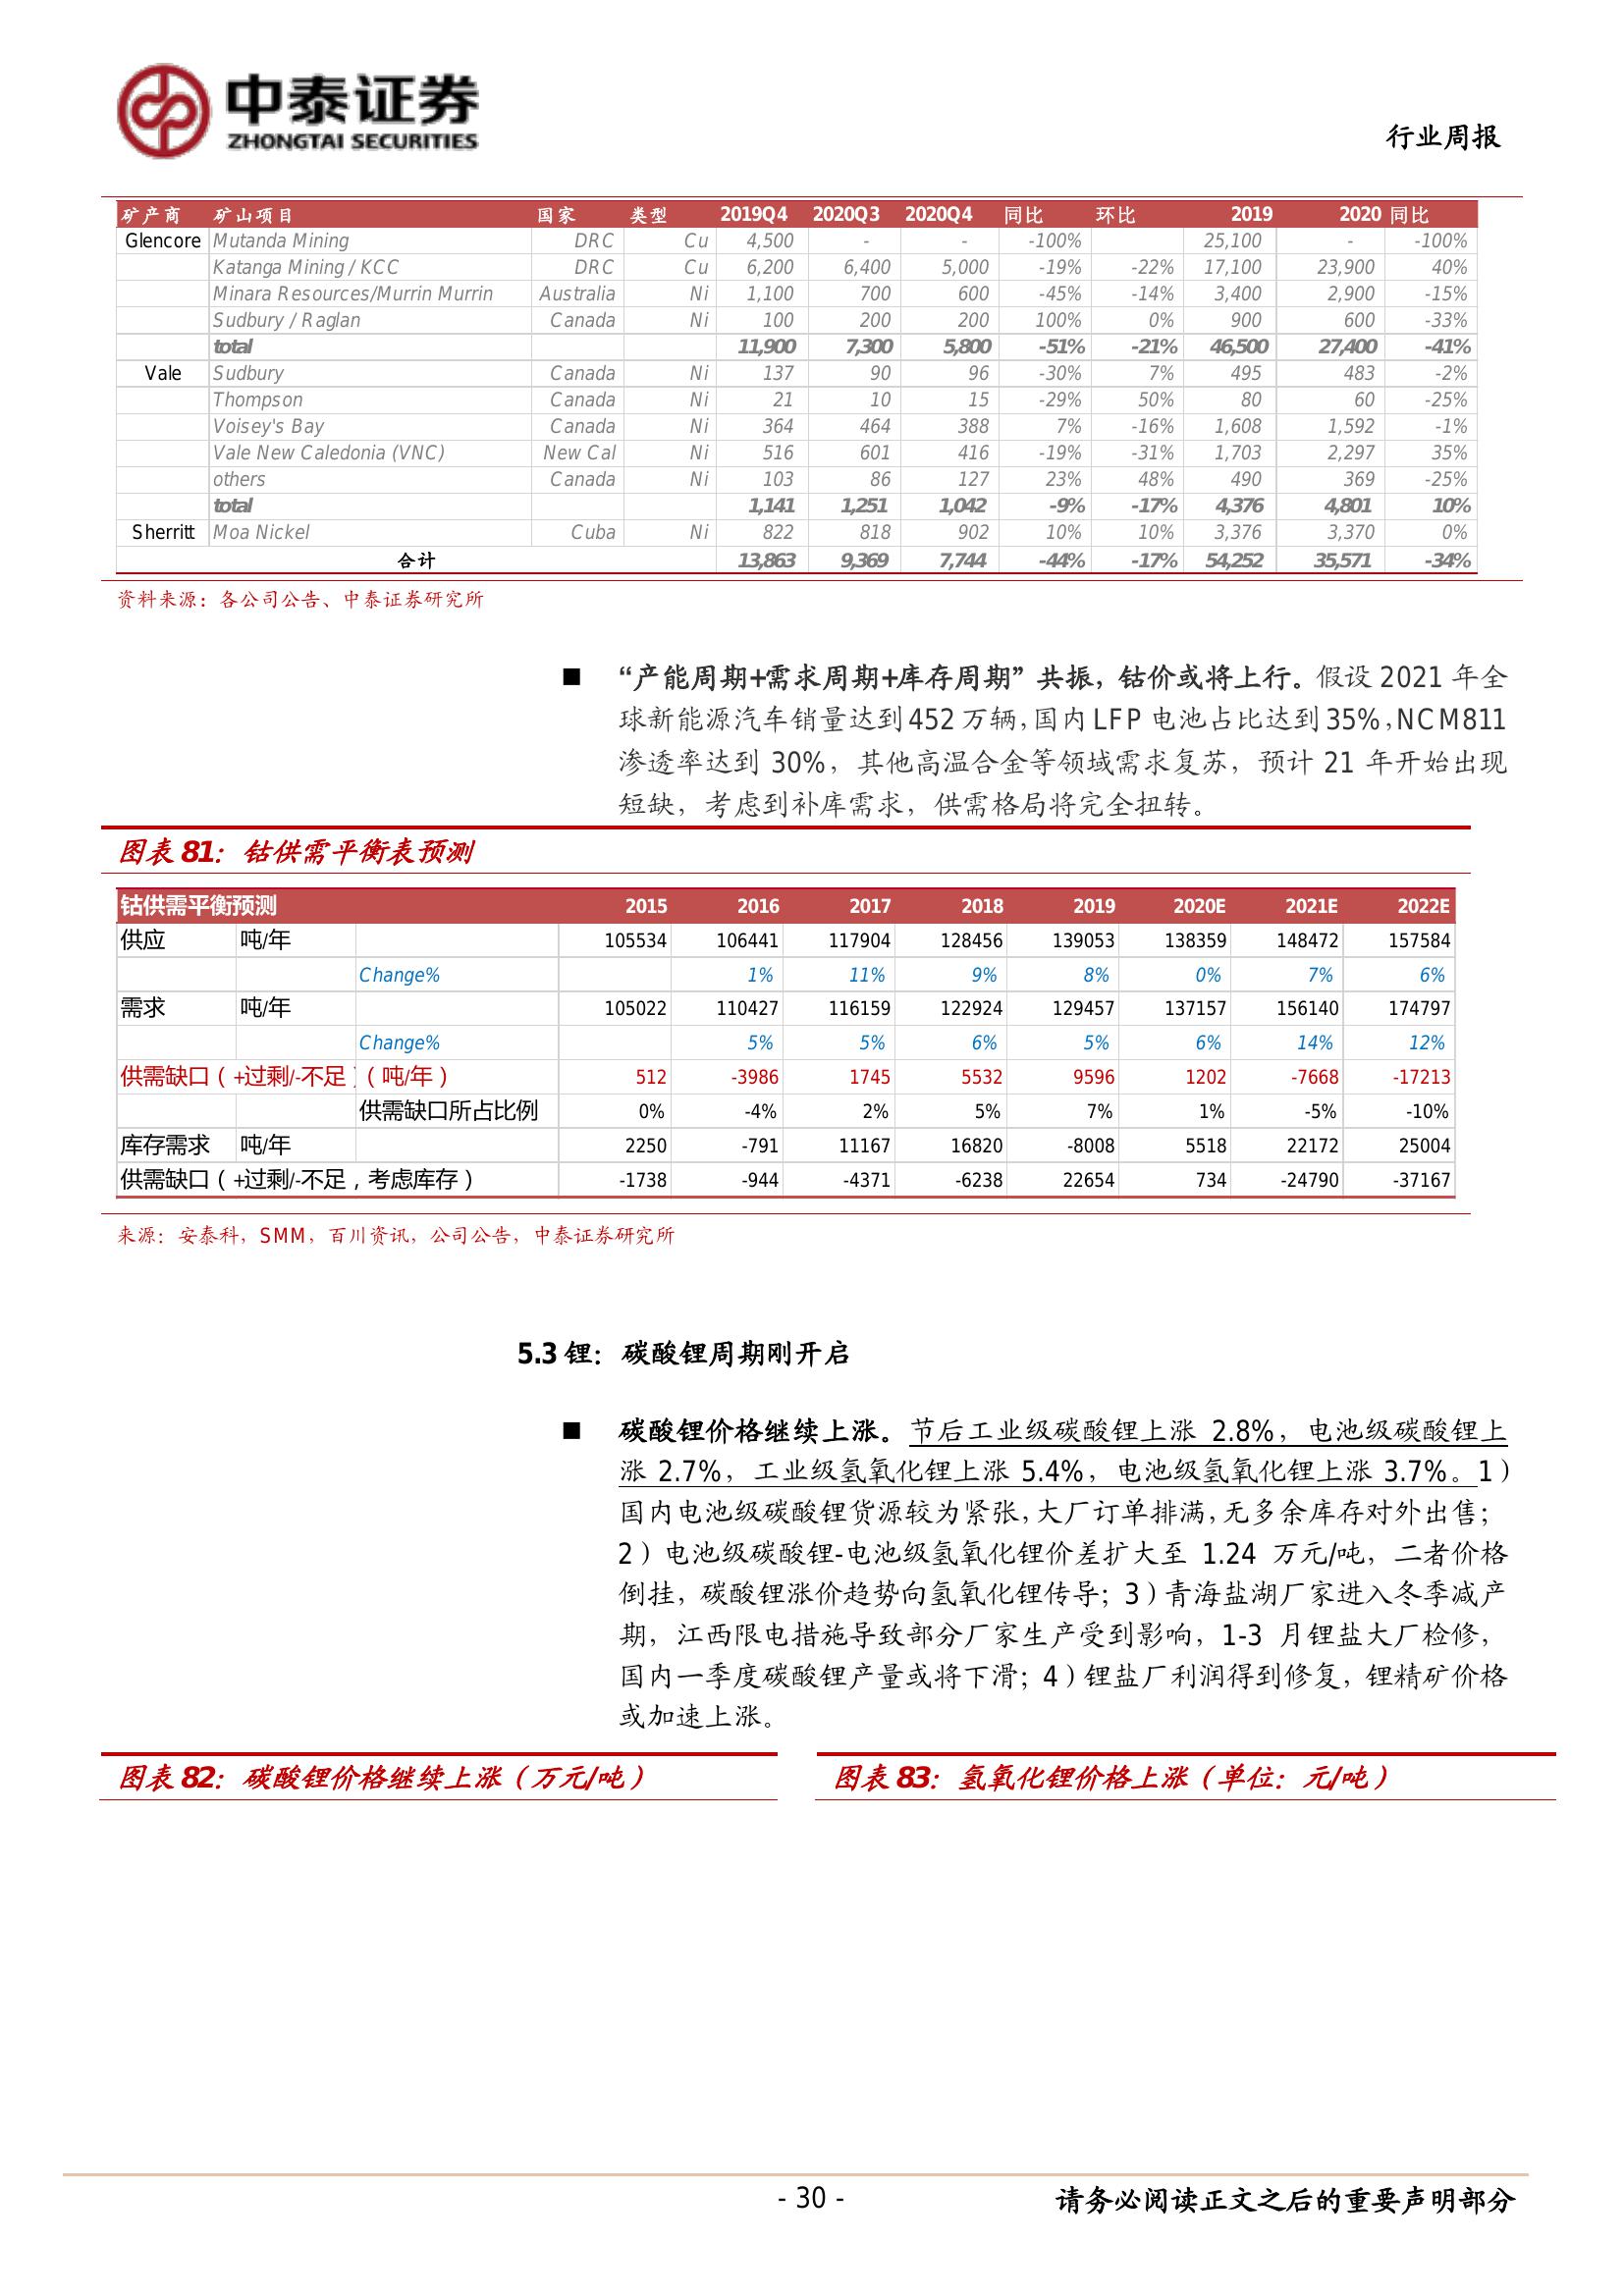 中泰证券
ZHONGTAI SECURITIES
行业周报
矿产商 矿山项目 国家 类型 2019Q4 2020Q3 2020Q4 同比 环比 2019 2020 同比
Glencore Mutanda Mining DRC Cu 4,500 - - -100% 25,100 - -100%
Katanga Mining / KCC DRC Cu 6,200 6,400 5,000 -19% -22% 17,100 23,900 40%
Minara Resources/Murrin Murrin Australia Ni 1,100 700 600 -45% -14% 3,400 2,900 -15%
Sudbury / Raglan Canada Ni 100 200 200 100% 0% 900 600 -33%
total 11,900 7,300 5,800 -51% -21% 46,500 27,400 -41%
Vale Sudbury Canada Ni 137 90 96 -30% 7% 495 483 -2%
Thompson Canada Ni 21 10 15 -29% 50% 80 60 -25%
Voisey's Bay Canada Ni 364 464 388 7% -16% 1,608 1,592 -1%
Vale New Caledonia (VNC) New Cal Ni 516 601 416 -19% -31% 1,703 2,297 35%
others Canada Ni 103 86 127 23% 48% 490 369 -25%
total 1,141 1,251 1,042 -9% -17% 4,376 4,801 10%
Sherritt Moa Nickel Cuba Ni 822 818 902 10% 10% 3,376 3,370 0%
合计 13,863 9,369 7,744 -44% -17% 54,252 35,571 -34%
资料来源：各公司公告、中泰证券研究所
■ “产能周期+需求周期+库存周期”共振，钴价或将上行。假设 2021 年全
球新能源汽车销量达到 452 万辆，国内 LFP 电池占比达到 35%，NCM811
渗透率达到 30%，其他高温合金等领域需求复苏，预计 21 年开始出现
短缺，考虑到补库需求，供需格局将完全扭转。
图表 81：钴供需平衡表预测
钴供需平衡预测 2015 2016 2017 2018 2019 2020E 2021E 2022E
供应 吨/年 105534 106441 117904 128456 139053 138359 148472 157584
Change% 1% 11% 9% 8% 0% 7% 6%
需求 吨/年 105022 110427 116159 122924 129457 137157 156140 174797
Change% 5% 5% 6% 5% 6% 14% 12%
供需缺口（+过剩/-不足）（吨/年） 512 -3986 1745 5532 9596 1202 -7668 -17213
供需缺口所占比例 0% -4% 2% 5% 7% 1% -5% -10%
库存需求 吨/年 2250 -791 11167 16820 -8008 5518 22172 25004
供需缺口（+过剩/-不足，考虑库存） -1738 -944 -4371 -6238 22654 734 -24790 -37167
来源：安泰科，SMM，百川资讯，公司公告，中泰证券研究所
5.3 锂：碳酸锂周期刚开启
■ 碳酸锂价格继续上涨。节后工业级碳酸锂上涨 2.8%，电池级碳酸锂上
涨 2.7%，工业级氢氧化锂上涨 5.4%，电池级氢氧化锂上涨 3.7%。1）
国内电池级碳酸锂货源较为紧张，大厂订单排满，无多余库存对外出售；
2）电池级碳酸锂-电池级氢氧化锂价差扩大至 1.24 万元/吨，二者价格
倒挂，碳酸锂涨价趋势向氢氧化锂传导；3）青海盐湖厂家进入冬季减产
期，江西限电措施导致部分厂家生产受到影响，1-3 月锂盐大厂检修，
国内一季度碳酸锂产量或将下滑；4）锂盐厂利润得到修复，锂精矿价格
或加速上涨。
图表 82：碳酸锂价格继续上涨（万元/吨）
图表 83：氢氧化锂价格上涨（单位：元/吨）
- 30 -
请务必阅读正文之后的重要声明部分